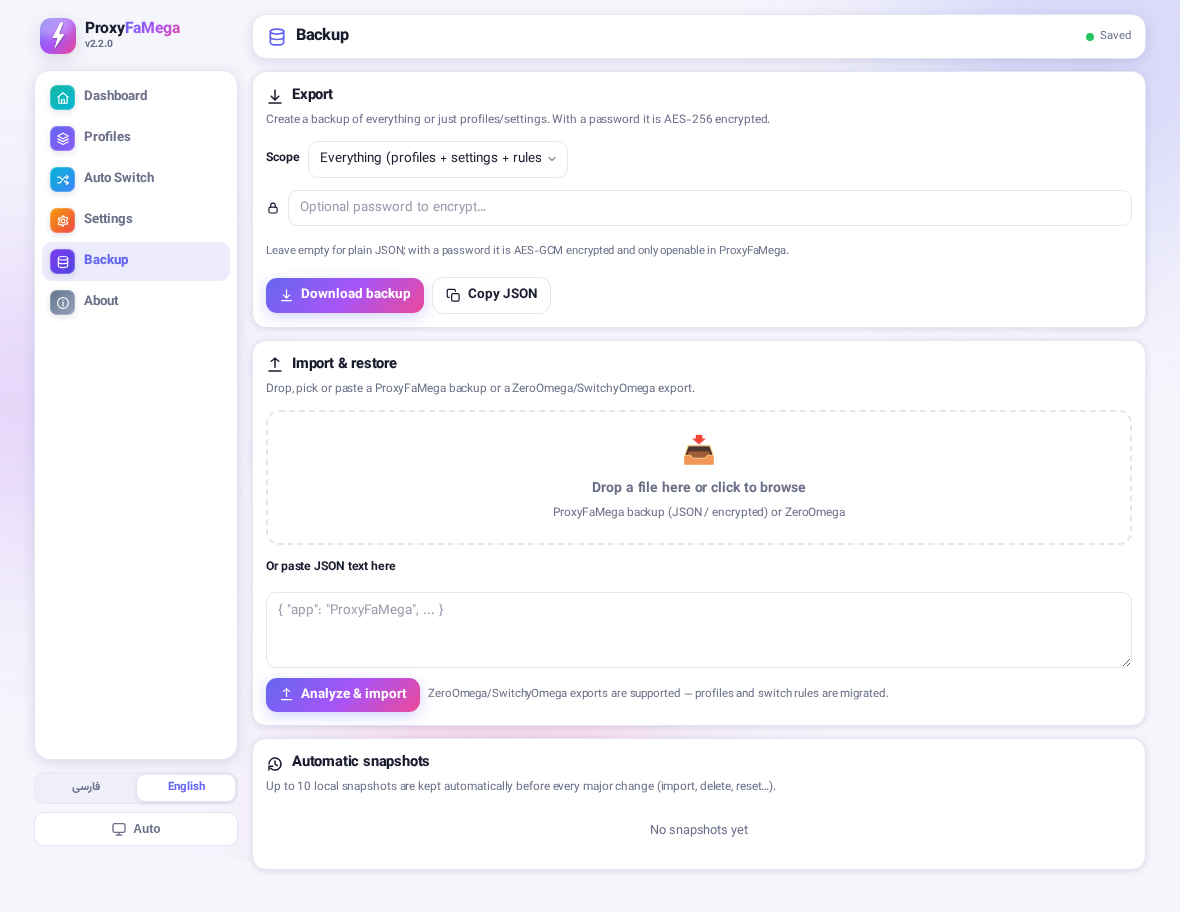 ProxyFaMega
v2.2.0
Dashboard
Profiles
Auto Switch
Settings
Backup
About
فارسی
English
Auto
Backup
Saved
Export
Create a backup of everything or just profiles/settings. With a password it is AES-256 encrypted.
Scope
Everything (profiles + settings + rules
Optional password to encrypt…
Leave empty for plain JSON; with a password it is AES-GCM encrypted and only openable in ProxyFaMega.
Download backup
Copy JSON
Import & restore
Drop, pick or paste a ProxyFaMega backup or a ZeroOmega/SwitchyOmega export.
Drop a file here or click to browse
ProxyFaMega backup (JSON / encrypted) or ZeroOmega
Or paste JSON text here
{ "app": "ProxyFaMega", … }
Analyze & import
ZeroOmega/SwitchyOmega exports are supported — profiles and switch rules are migrated.
Automatic snapshots
Up to 10 local snapshots are kept automatically before every major change (import, delete, reset…).
No snapshots yet